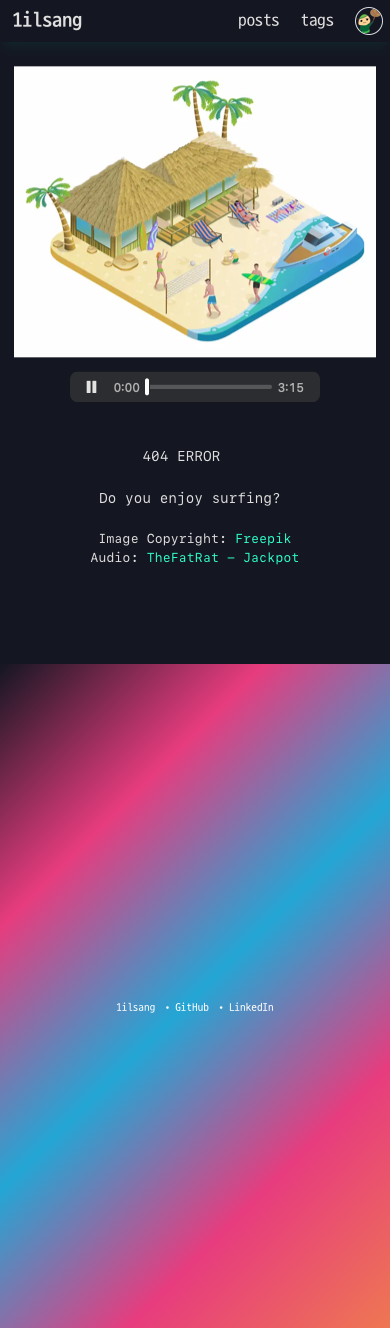 1ilsang posts tags
0:00 3:15
404 ERROR
Do you enjoy surfing?
Image Copyright: Freepik
Audio: TheFatRat – Jackpot
1ilsang • GitHub • LinkedIn